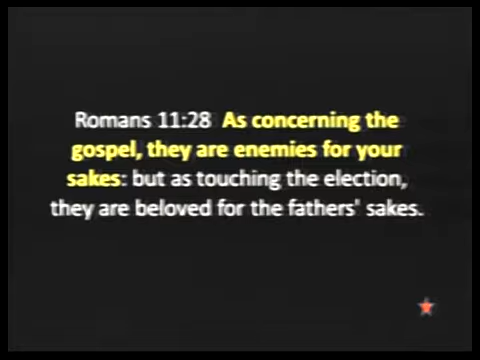 Romans 11:28 As concerning the
gospel, they are enemies for your
sakes: but as touching the election,
they are beloved for the fathers' sakes.